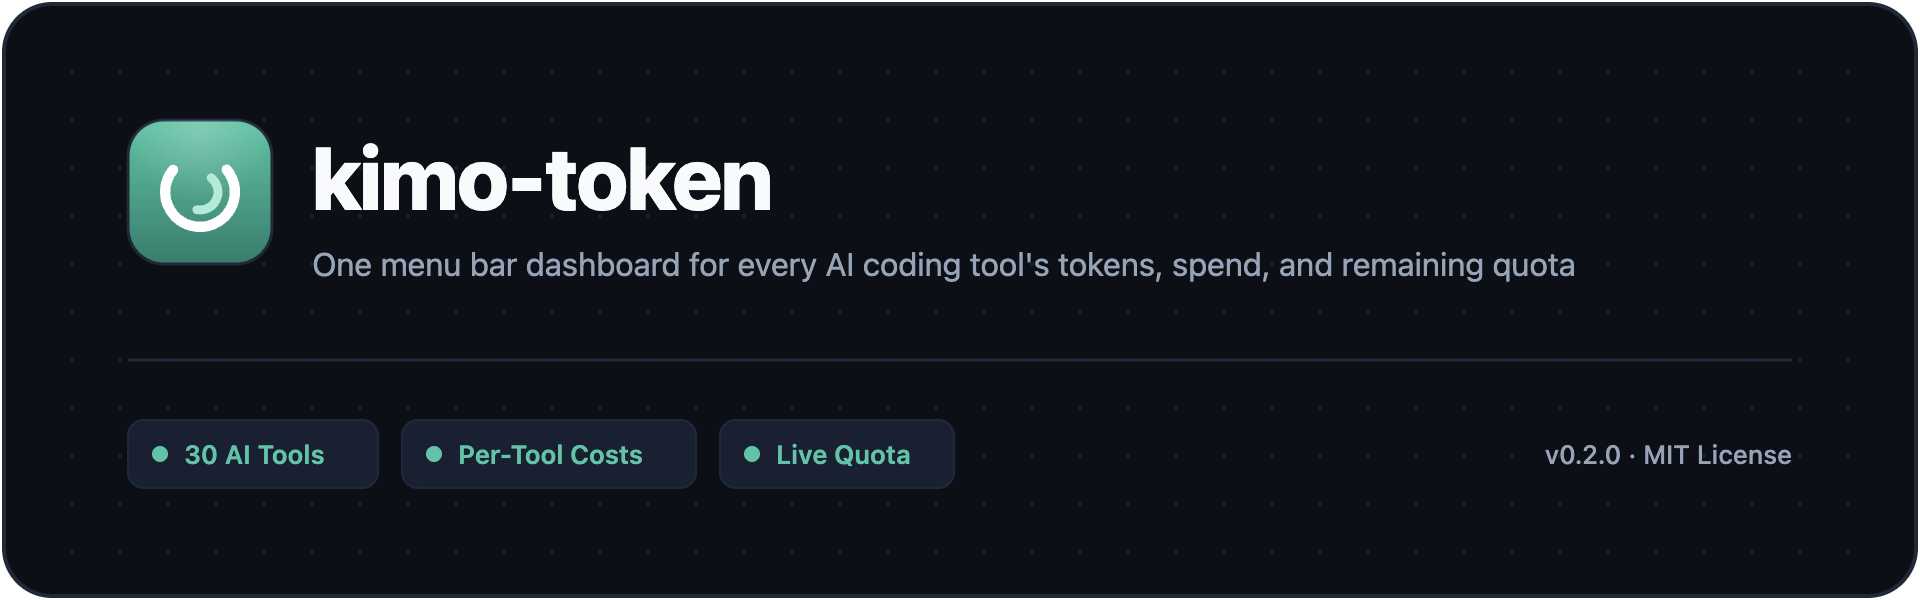 kimo-token
One menu bar dashboard for every AI coding tool's tokens, spend, and remaining quota
30 AI Tools
Per-Tool Costs
Live Quota
v0.2.0 · MIT License